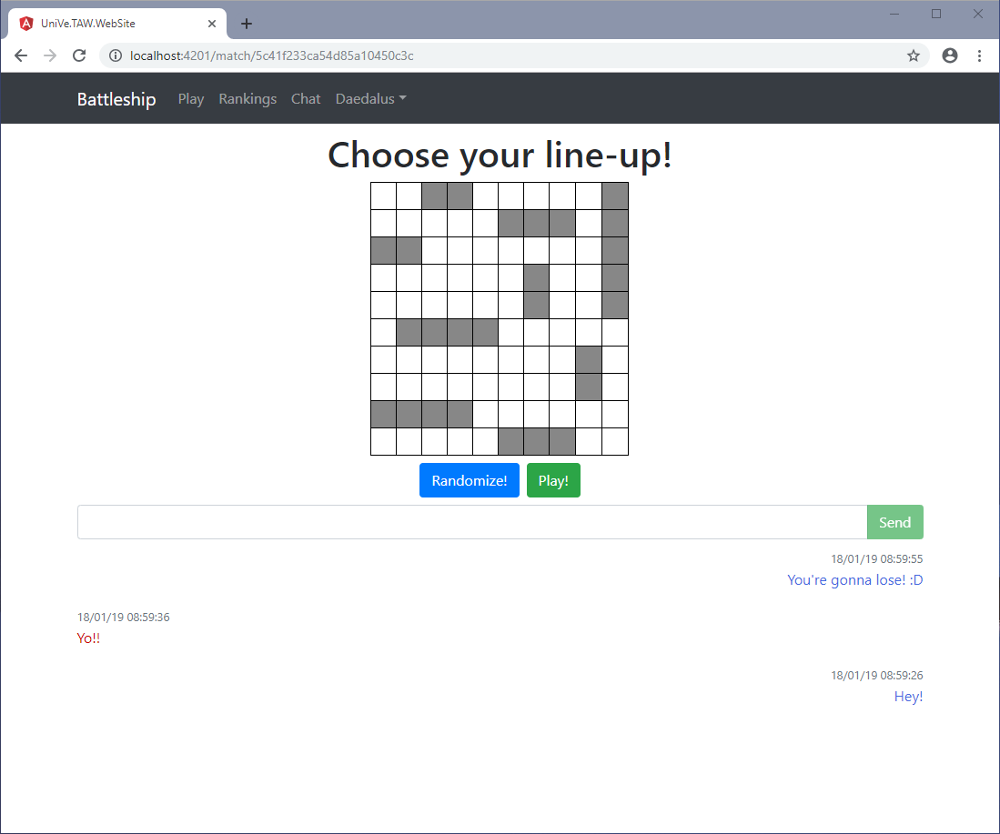 UniVe.TAW.WebSite
localhost:4201/match/5c41f233ca54d85a10450c3c
Battleship Play Rankings Chat Daedalus
Choose your line-up!
Randomize! Play!
Send
18/01/19 08:59:55
You're gonna lose! :D
18/01/19 08:59:36
Yo!!
18/01/19 08:59:26
Hey!